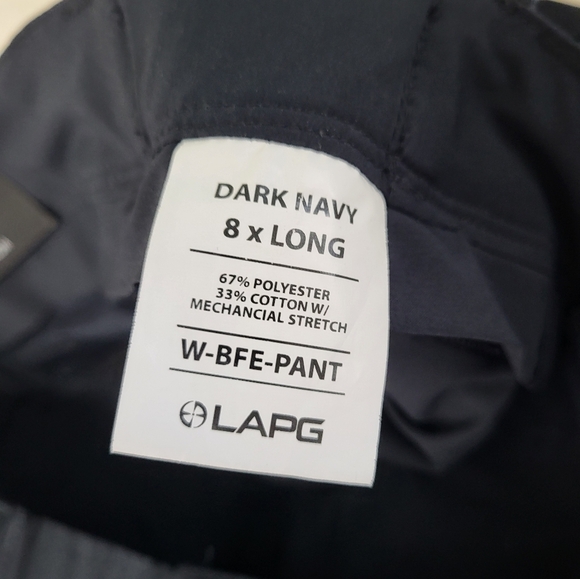 DARK NAVY
8 x LONG
67% POLYESTER
33% COTTON W/
MECHANCIAL STRETCH
W-BFE-PANT
LAPG